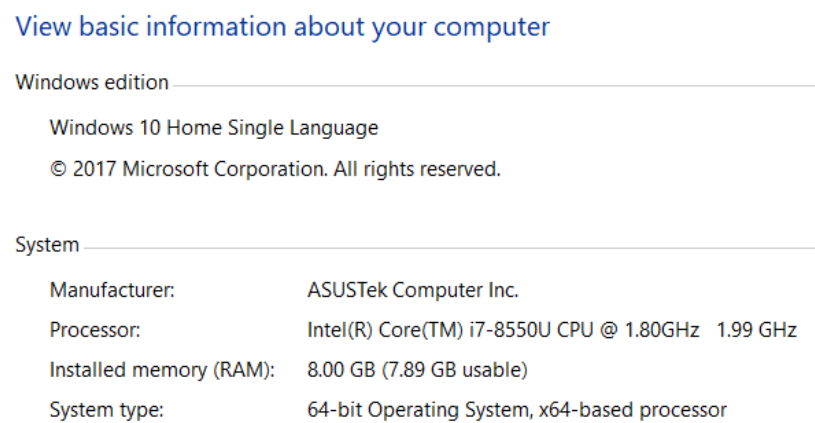 View basic information about your computer
Windows edition
Windows 10 Home Single Language
© 2017 Microsoft Corporation. All rights reserved.
System
Manufacturer: ASUSTek Computer Inc.
Processor: Intel(R) Core(TM) i7-8550U CPU @ 1.80GHz 1.99 GHz
Installed memory (RAM): 8.00 GB (7.89 GB usable)
System type: 64-bit Operating System, x64-based processor